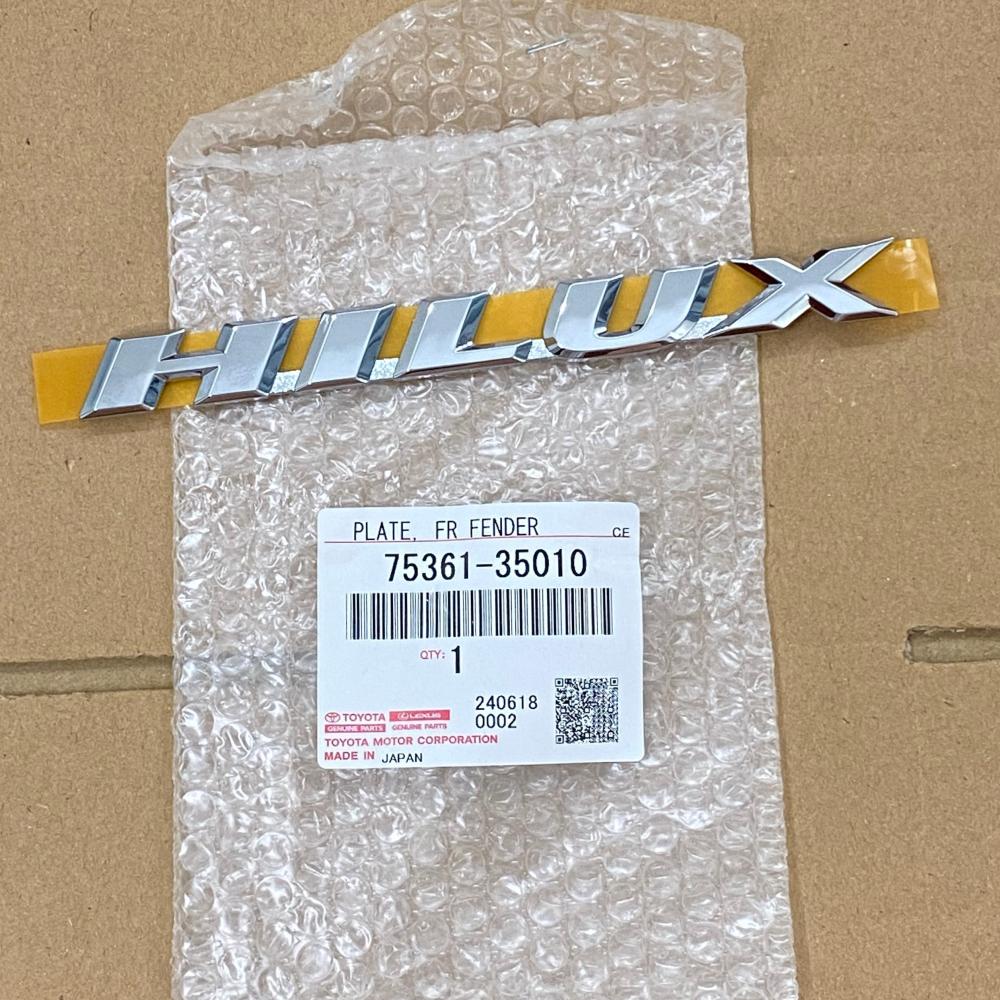 HILUX
PLATE, FR FENDER
CE
75361-35010
QTY: 1
240618
0002
TOYOTA LEXUS
GENUINE PARTS GENUINE PARTS
TOYOTA MOTOR CORPORATION
MADE IN JAPAN